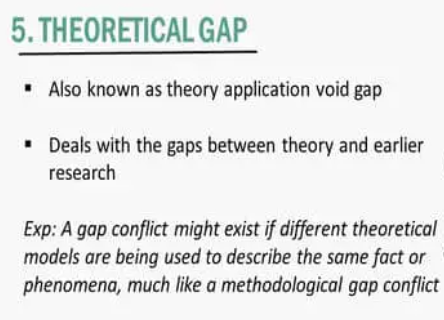 5. THEORETICAL GAP
▪ Also known as theory application void gap
▪ Deals with the gaps between theory and earlier
research
Exp: A gap conflict might exist if different theoretical
models are being used to describe the same fact or
phenomena, much like a methodological gap conflict